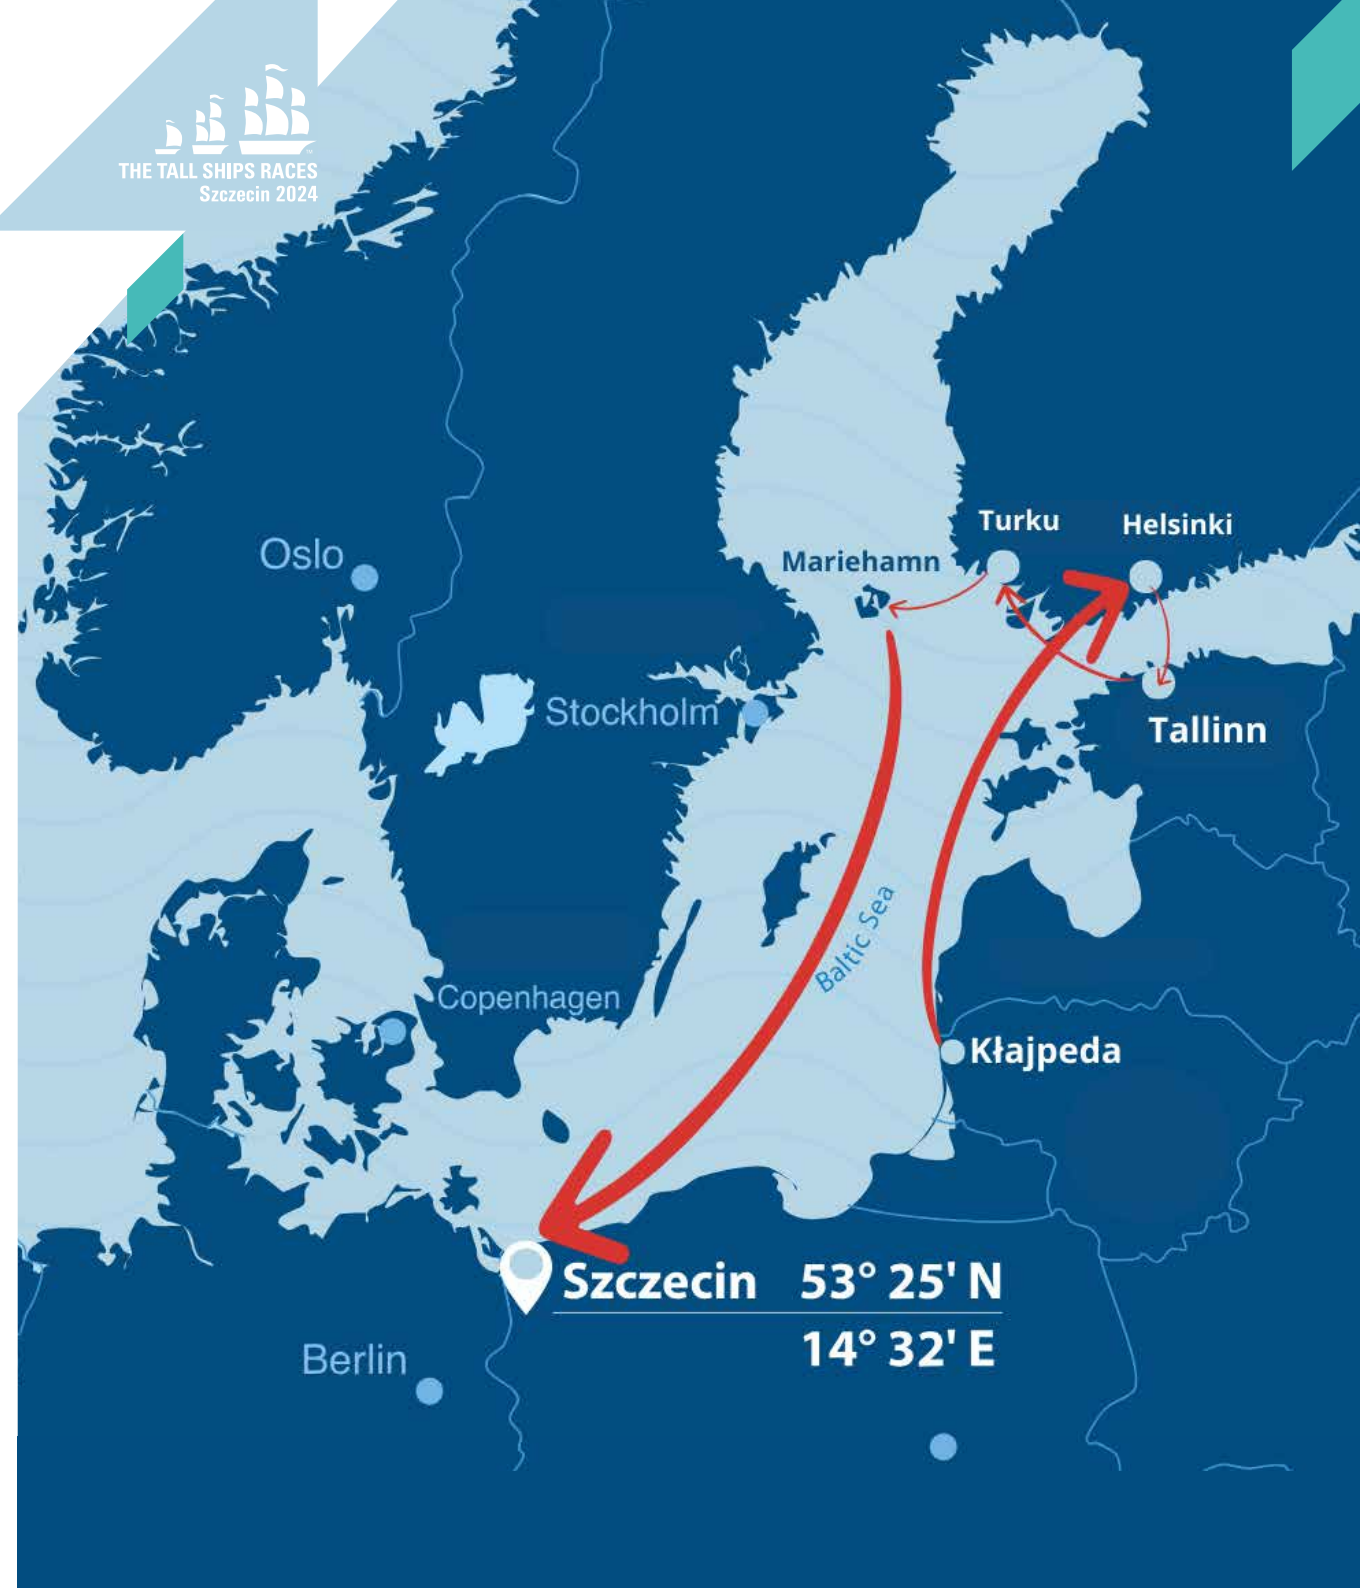 THE TALL SHIPS RACES
Szczecin 2024
Turku
Helsinki
Mariehamn
Oslo
Stockholm
Tallinn
Baltic Sea
Copenhagen
Kłajpeda
Szczecin 53° 25' N
14° 32' E
Berlin